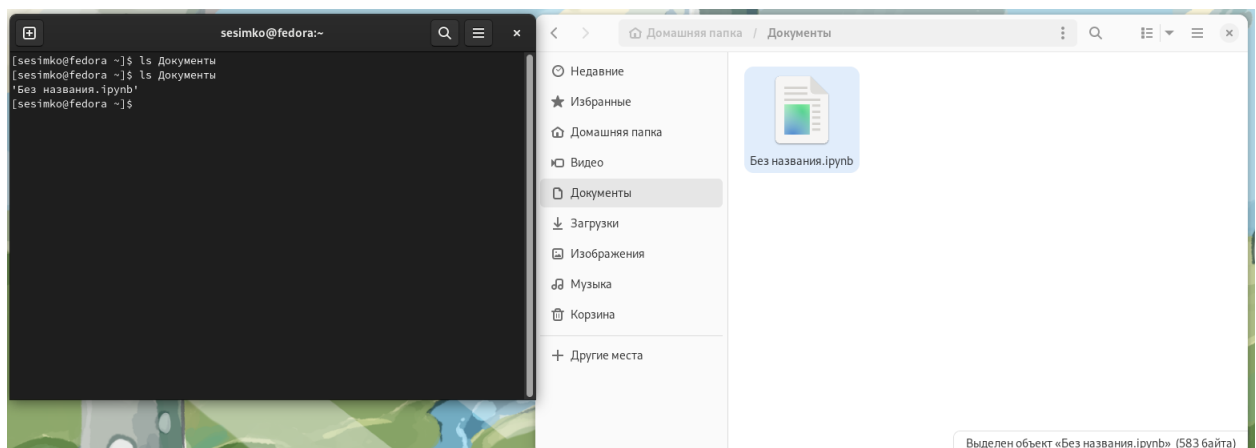 sesimko@fedora:~
[sesimko@fedora ~]$ ls Документы
[sesimko@fedora ~]$ ls Документы
'Без названия.ipynb'
[sesimko@fedora ~]$
Домашняя папка / Документы
Недавние
Избранные
Домашняя папка
Видео
Документы
Загрузки
Изображения
Музыка
Корзина
Другие места
Без названия.ipynb
Выделен объект «Без названия.ipynb» (583 байта)